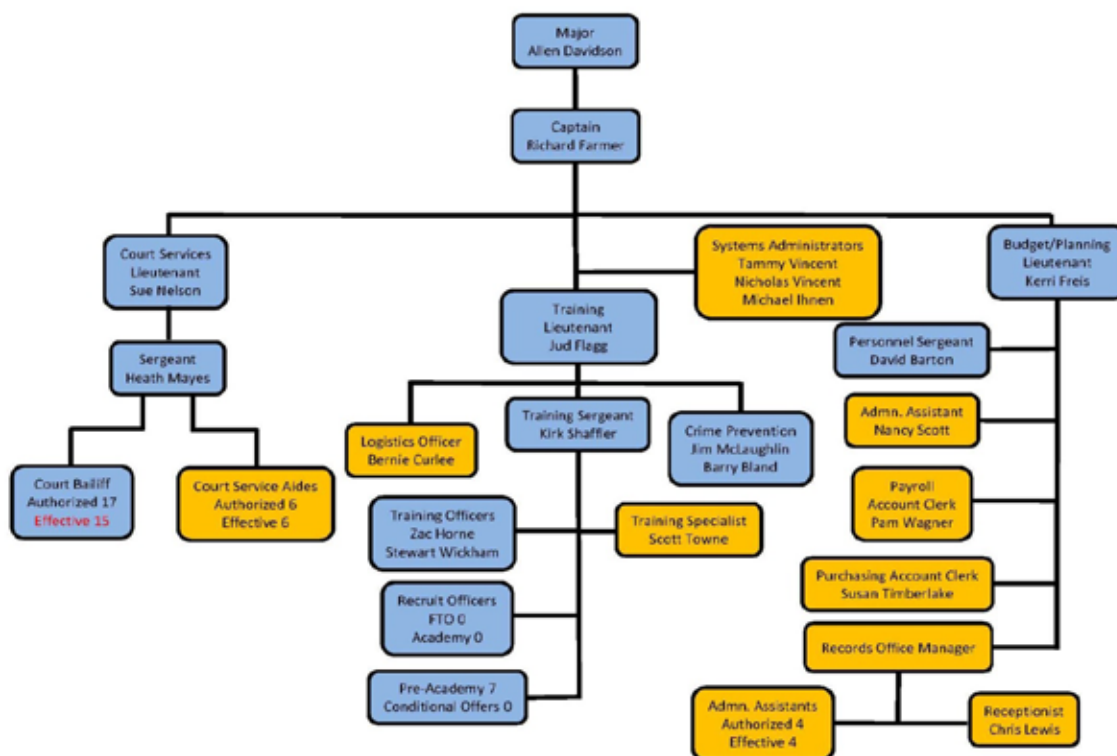 Major
Allen Davidson
Captain
Richard Farmer
Court Services
Lieutenant
Sue Nelson
Systems Administrators
Tammy Vincent
Nicholas Vincent
Michael Ihnen
Budget/Planning
Lieutenant
Kerri Freis
Training
Lieutenant
Jud Flagg
Sergeant
Heath Mayes
Personnel Sergeant
David Barton
Logistics Officer
Bernie Curlee
Training Sergeant
Kirk Shaffler
Crime Prevention
Jim McLaughlin
Barry Bland
Admn. Assistant
Nancy Scott
Court Bailiff
Authorized 17
Effective 15
Court Service Aides
Authorized 6
Effective 6
Payroll
Account Clerk
Pam Wagner
Training Officers
Zac Horne
Stewart Wickham
Training Specialist
Scott Towne
Purchasing Account Clerk
Susan Timberlake
Recruit Officers
FTO 0
Academy 0
Records Office Manager
Pre-Academy 7
Conditional Offers 0
Admn. Assistants
Authorized 4
Effective 4
Receptionist
Chris Lewis